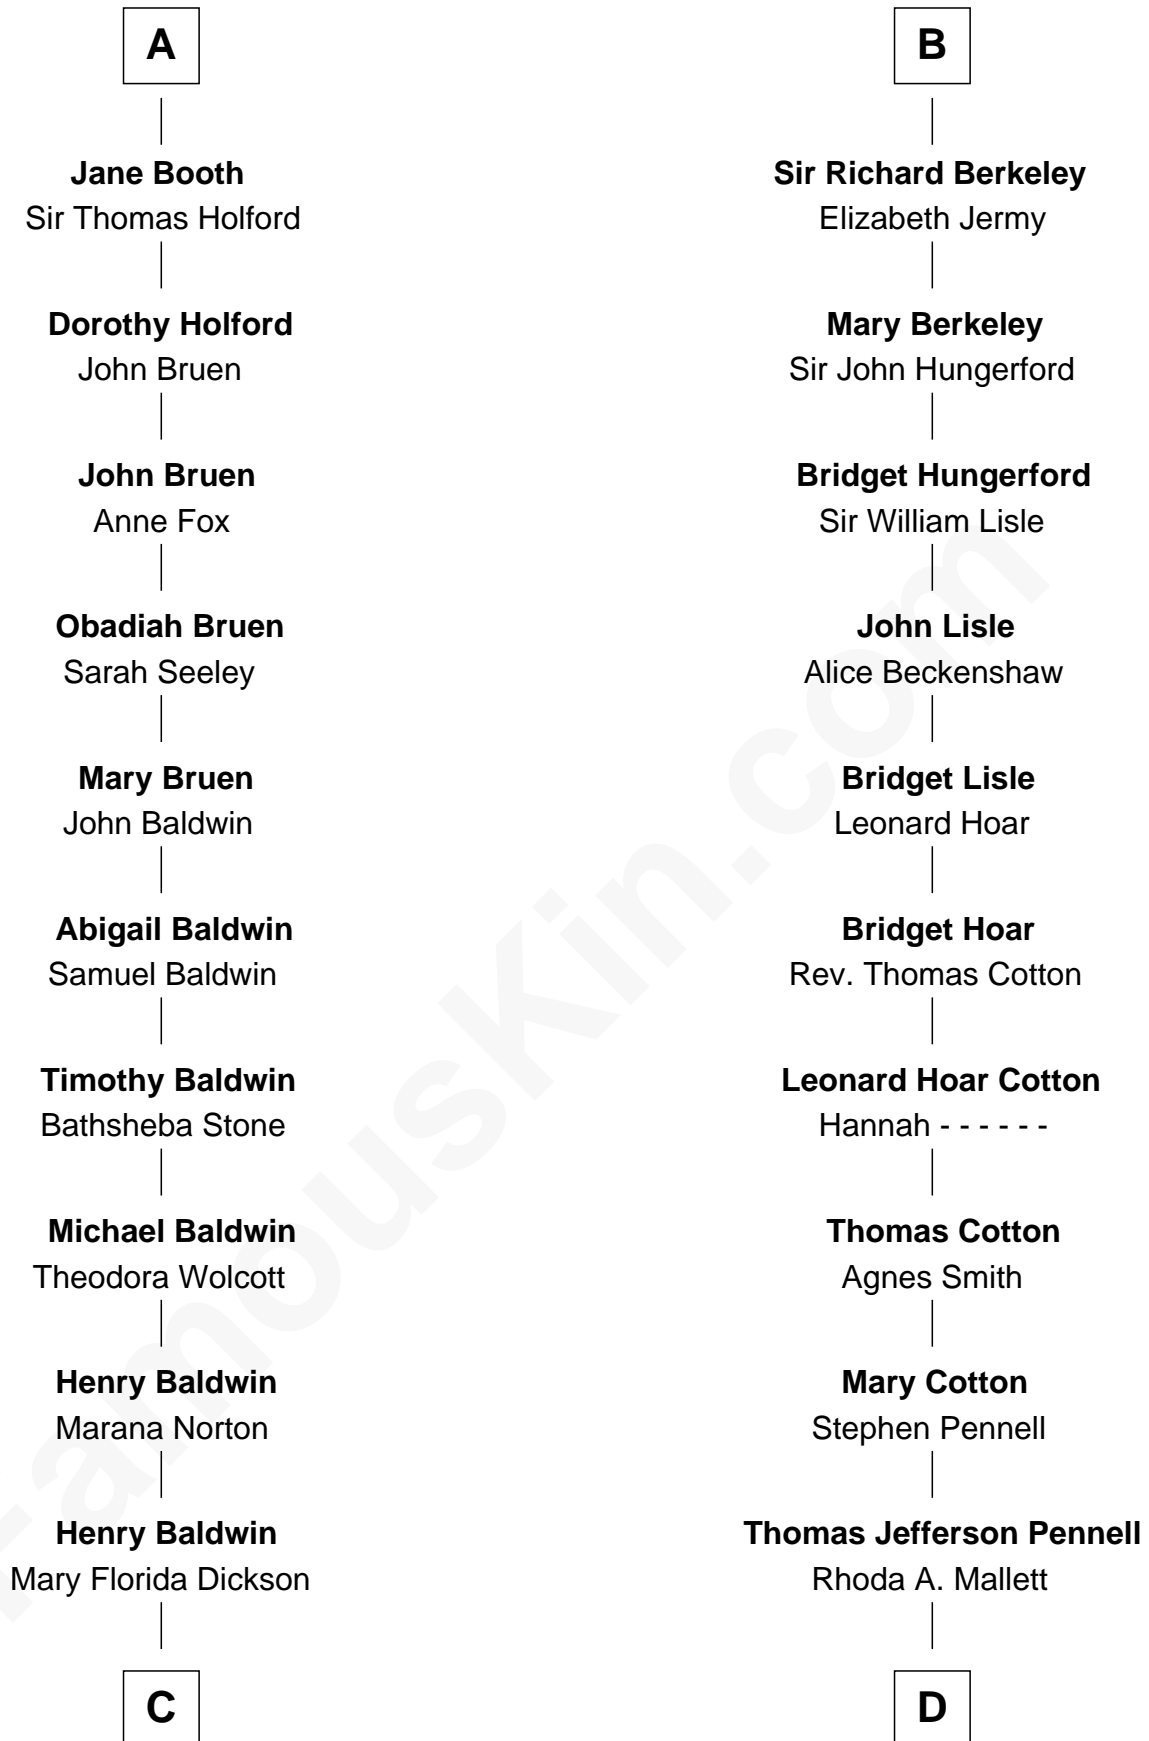 A
Jane Booth
Sir Thomas Holford
Dorothy Holford
John Bruen
John Bruen
Anne Fox
Obadiah Bruen
Sarah Seeley
Mary Bruen
John Baldwin
Abigail Baldwin
Samuel Baldwin
Timothy Baldwin
Bathsheba Stone
Michael Baldwin
Theodora Wolcott
Henry Baldwin
Marana Norton
Henry Baldwin
Mary Florida Dickson
C
B
Sir Richard Berkeley
Elizabeth Jermy
Mary Berkeley
Sir John Hungerford
Bridget Hungerford
Sir William Lisle
John Lisle
Alice Beckenshaw
Bridget Lisle
Leonard Hoar
Bridget Hoar
Rev. Thomas Cotton
Leonard Hoar Cotton
Hannah - - - - - -
Thomas Cotton
Agnes Smith
Mary Cotton
Stephen Pennell
Thomas Jefferson Pennell
Rhoda A. Mallett
D
FamousKin.com